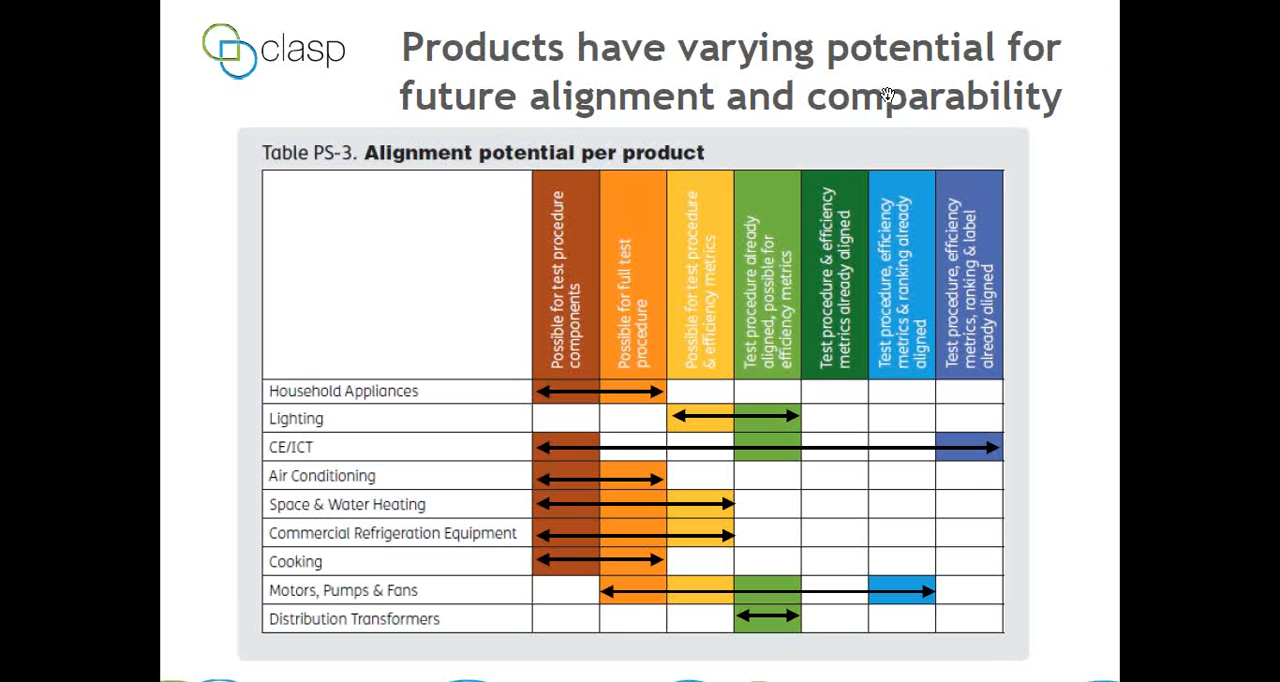 clasp
Products have varying potential for
future alignment and comparability
Table PS-3. Alignment potential per product
Possible for test procedure
components
Possible for full test
procedure
Possible for test procedure
& efficiency metrics
Test procedure already
aligned, possible for
efficiency metrics
Test procedure & efficiency
metrics already aligned
Test procedure, efficiency
metrics & ranking already
aligned
Test procedure, efficiency
metrics, ranking & label
already aligned
Household Appliances
Lighting
CE/ICT
Air Conditioning
Space & Water Heating
Commercial Refrigeration Equipment
Cooking
Motors, Pumps & Fans
Distribution Transformers